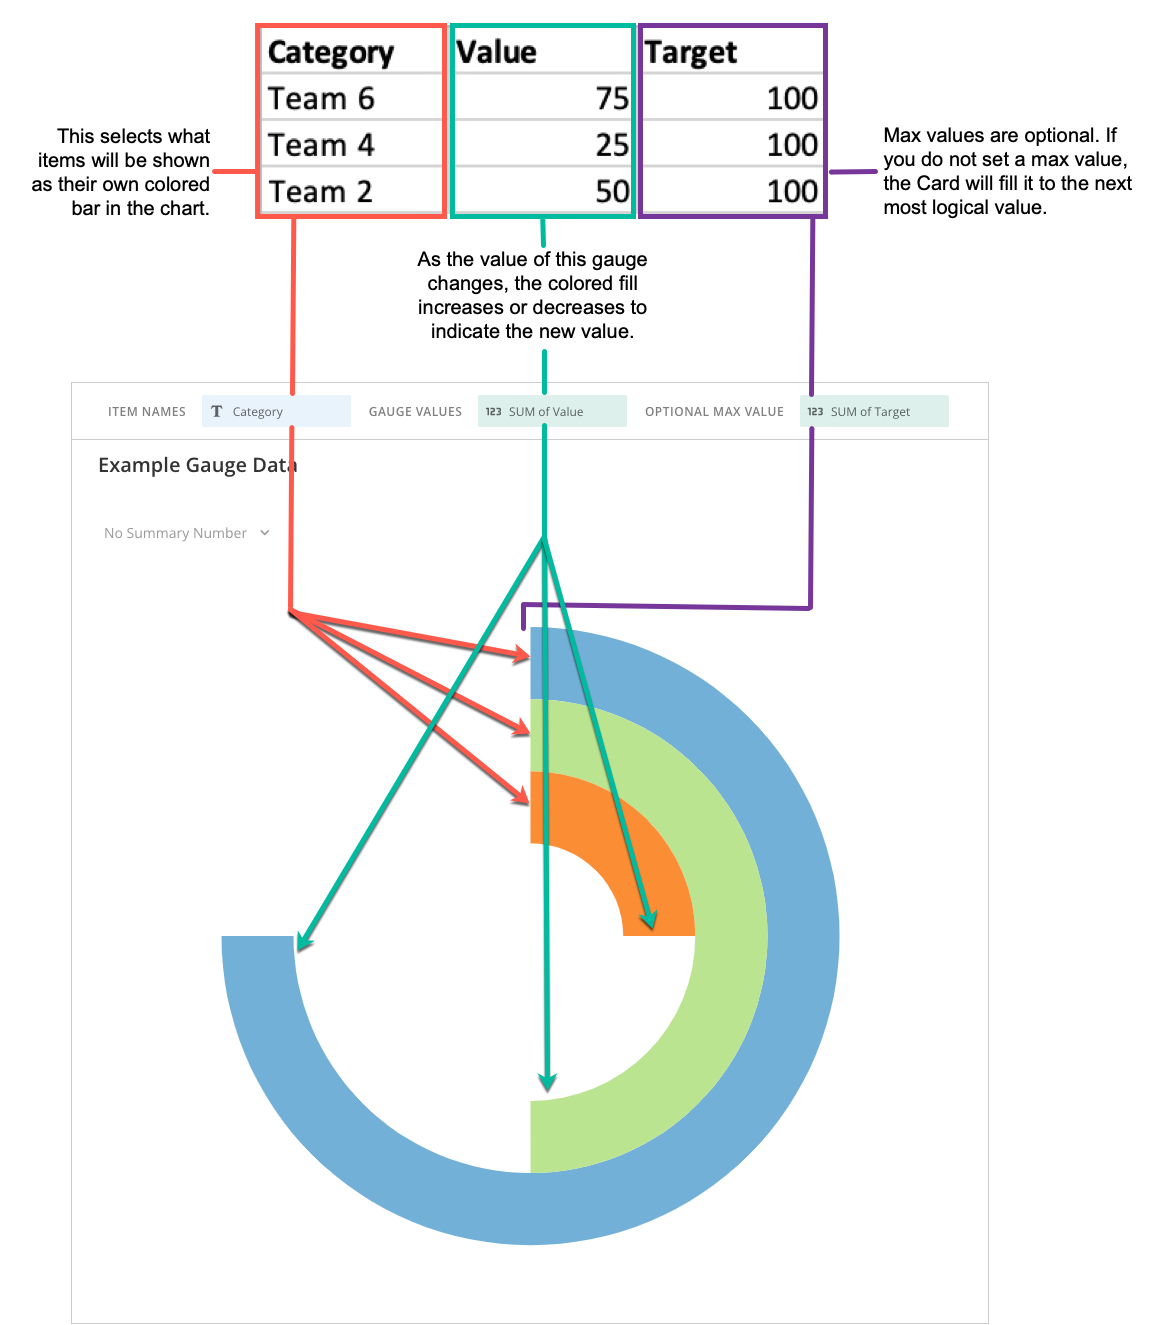 Category Value Target
Team 6 75 100
Team 4 25 100
Team 2 50 100
This selects what
items will be shown
as their own colored
bar in the chart.
Max values are optional. If
you do not set a max value,
the Card will fill it to the next
most logical value.
As the value of this gauge
changes, the colored fill
increases or decreases to
indicate the new value.
ITEM NAMES T Category GAUGE VALUES 123 SUM of Value OPTIONAL MAX VALUE 123 SUM of Target
Example Gauge Data
No Summary Number